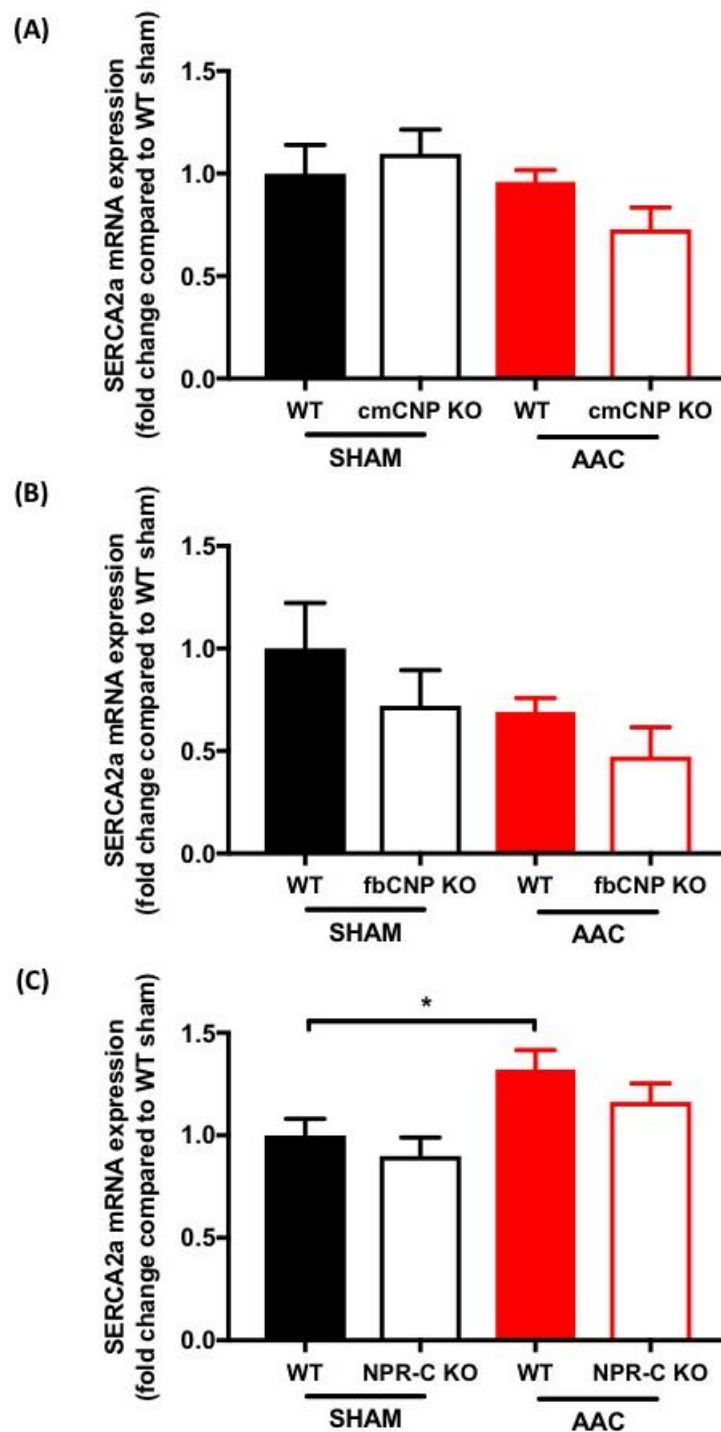 (A)
SERCA2a mRNA expression
(fold change compared to WT sham)
1.5
1.0
0.5
0.0
WT cmCNP KO WT cmCNP KO
SHAM AAC
(B)
SERCA2a mRNA expression
(fold change compared to WT sham)
1.5
1.0
0.5
0.0
WT fbCNP KO WT fbCNP KO
SHAM AAC
(C)
SERCA2a mRNA expression
(fold change compared to WT sham)
*
1.5
1.0
0.5
0.0
WT NPR-C KO WT NPR-C KO
SHAM AAC